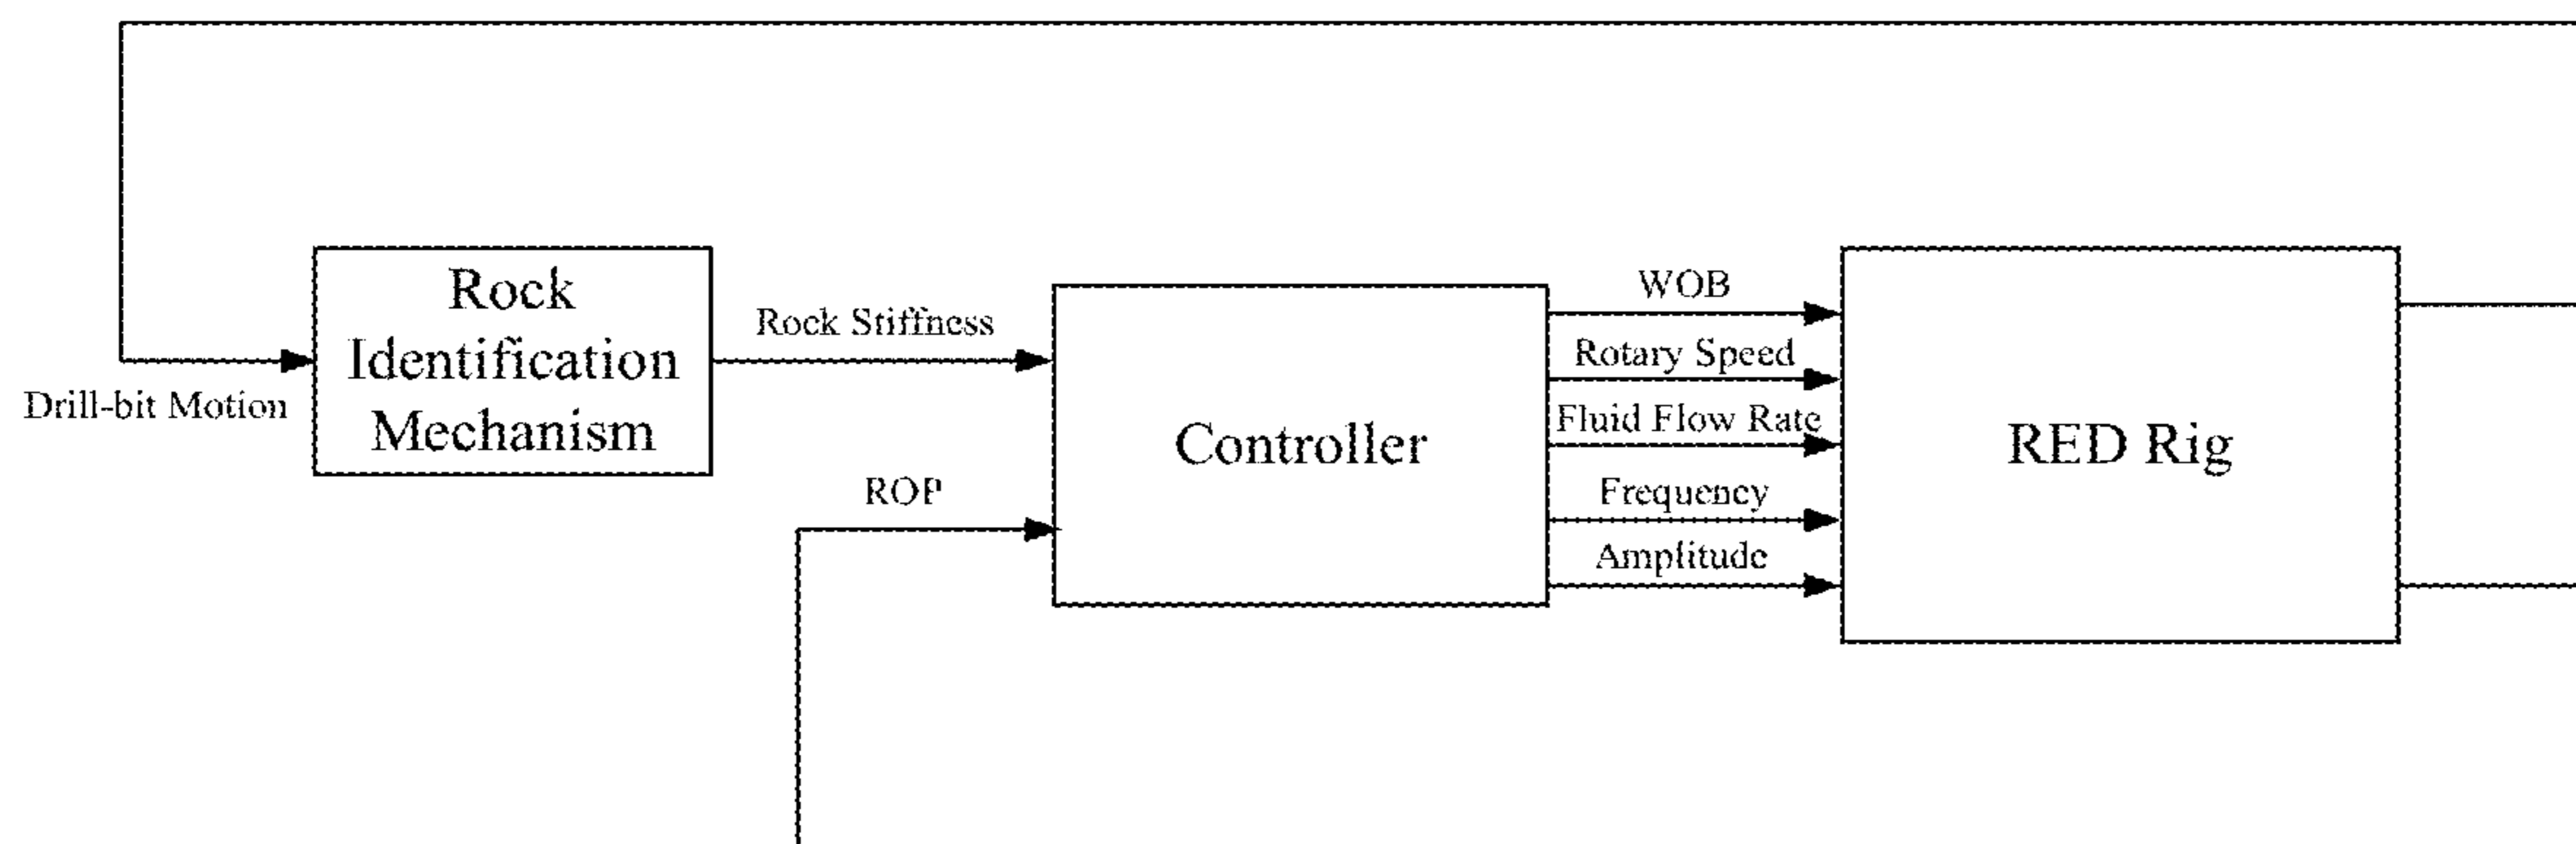 Rock
Identification
Mechanism
Drill-bit Motion
Rock Stiffness
ROP
Controller
WOB
Rotary Speed
Fluid Flow Rate
Frequency
Amplitude
RED Rig